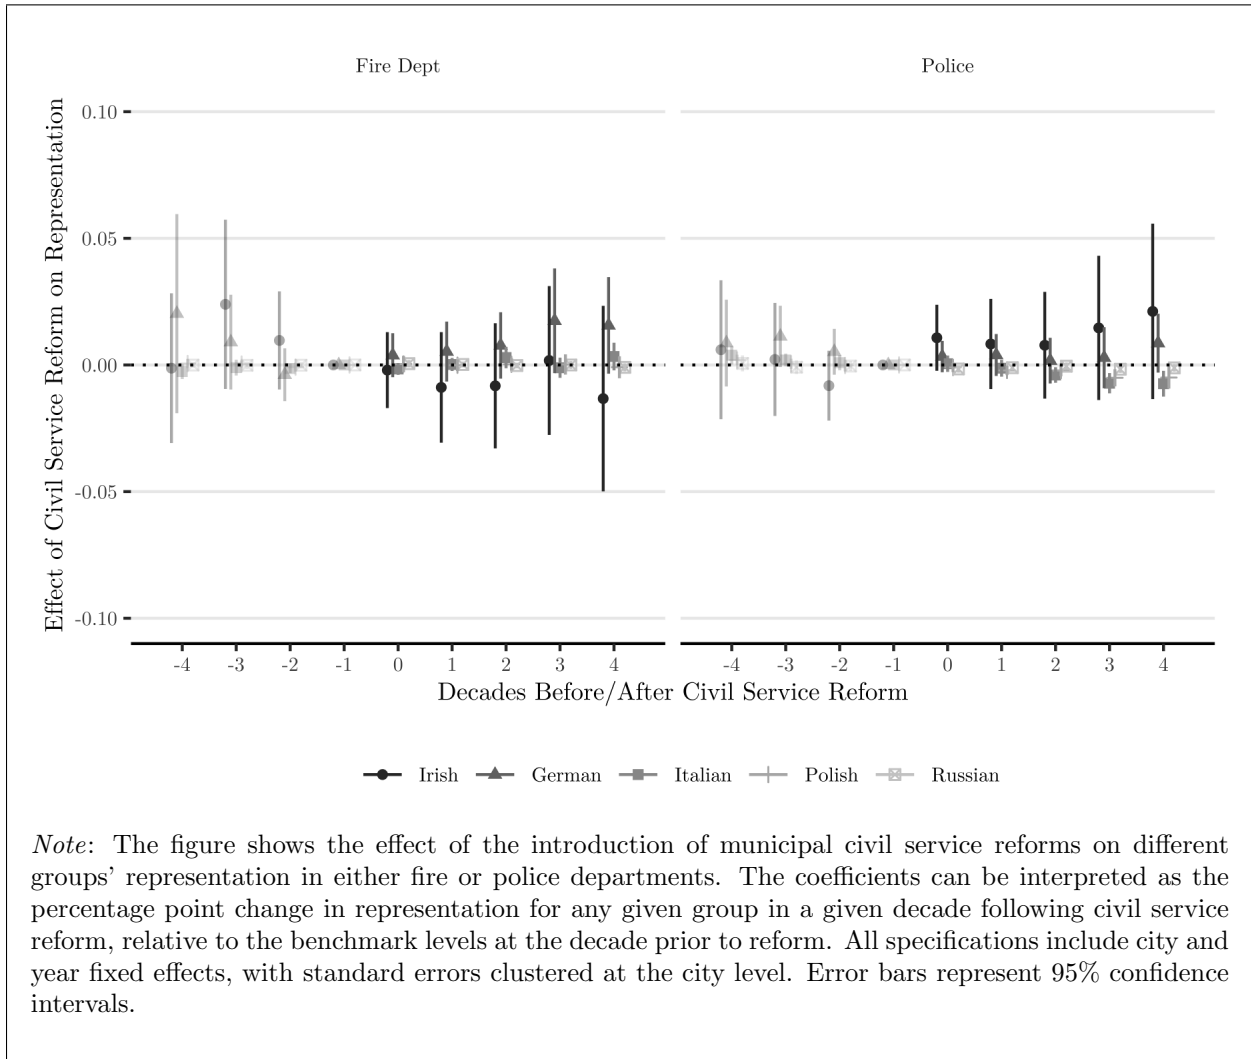 Fire Dept
Police
Effect of Civil Service Reform on Representation
0.10
0.05
0.00
-0.05
-0.10
-4 -3 -2 -1 0 1 2 3 4
-4 -3 -2 -1 0 1 2 3 4
Decades Before/After Civil Service Reform
Irish German Italian Polish Russian
Note: The figure shows the effect of the introduction of municipal civil service reforms on different
groups' representation in either fire or police departments. The coefficients can be interpreted as the
percentage point change in representation for any given group in a given decade following civil service
reform, relative to the benchmark levels at the decade prior to reform. All specifications include city and
year fixed effects, with standard errors clustered at the city level. Error bars represent 95% confidence
intervals.